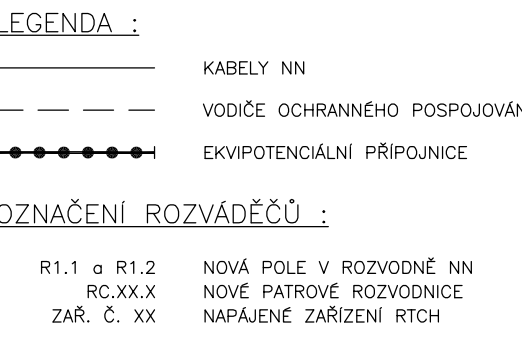 LEGENDA :
KABELY NN
VODIČE OCHRANNÉHO POSPOJOVÁN
EKVIPOTENCIÁLNÍ PŘÍPOJNICE
OZNAČENÍ ROZVÁDĚČŮ :
R1.1 a R1.2 NOVÁ POLE V ROZVODNĚ NN
RC.XX.X NOVÉ PATROVÉ ROZVODNICE
ZAŘ. Č. XX NAPÁJENÉ ZAŘÍZENÍ RTCH